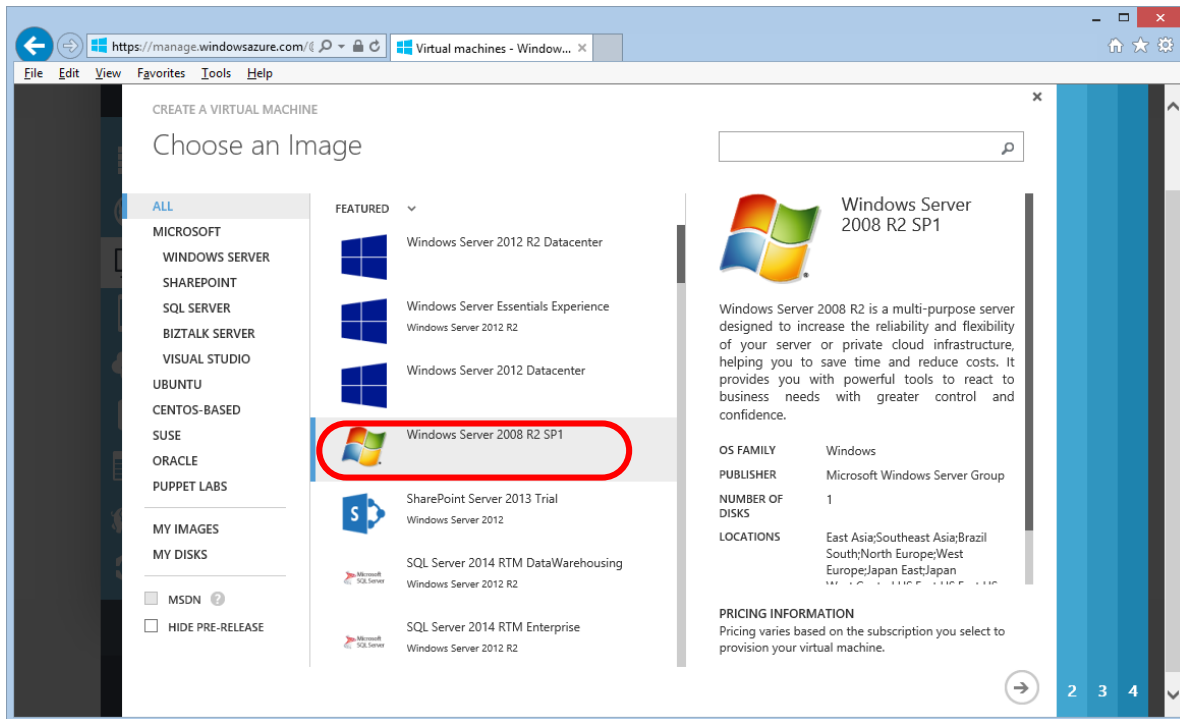 https://manage.windowsazure.com/
Virtual machines - Window...
File Edit View Favorites Tools Help
CREATE A VIRTUAL MACHINE
Choose an Image
ALL
MICROSOFT
WINDOWS SERVER
SHAREPOINT
SQL SERVER
BIZTALK SERVER
VISUAL STUDIO
UBUNTU
CENTOS-BASED
SUSE
ORACLE
PUPPET LABS
MY IMAGES
MY DISKS
MSDN ?
HIDE PRE-RELEASE
FEATURED
Windows Server 2012 R2 Datacenter
Windows Server Essentials Experience
Windows Server 2012 R2
Windows Server 2012 Datacenter
Windows Server 2008 R2 SP1
S
SharePoint Server 2013 Trial
Windows Server 2012
Microsoft
SQL Server
SQL Server 2014 RTM DataWarehousing
Windows Server 2012 R2
Microsoft
SQL Server
SQL Server 2014 RTM Enterprise
Windows Server 2012 R2
Windows Server
2008 R2 SP1
Windows Server 2008 R2 is a multi-purpose server
designed to increase the reliability and flexibility
of your server or private cloud infrastructure,
helping you to save time and reduce costs. It
provides you with powerful tools to react to
business needs with greater control and
confidence.
OS FAMILY Windows
PUBLISHER Microsoft Windows Server Group
NUMBER OF DISKS 1
LOCATIONS East Asia;Southeast Asia;Brazil
South;North Europe;West
Europe;Japan East;Japan
PRICING INFORMATION
Pricing varies based on the subscription you select to
provision your virtual machine.
2 3 4